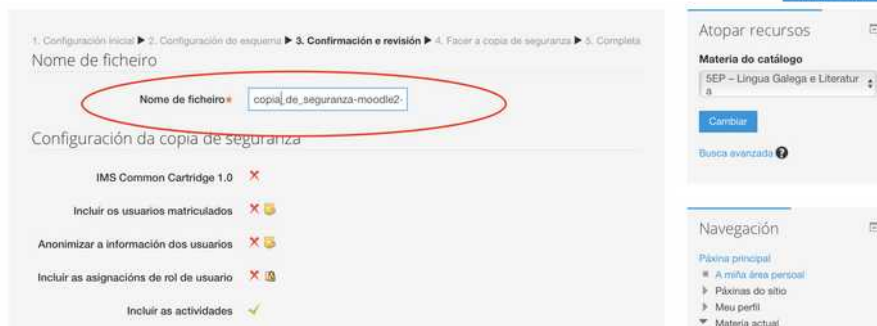 1. Configuración inicial ▶ 2. Configuración do esquema ▶ 3. Confirmación e revisión ▶ 4. Facer a copia de seguranza ▶ 5. Completa
Nome de ficheiro
Nome de ficheiro* copia_de_seguranza-moodle2-
Configuración da copia de seguranza
IMS Common Cartridge 1.0
Incluír os usuarios matriculados
Anonimizar a información dos usuarios
Incluír as asignacións de rol de usuario
Incluír as actividades
Atopar recursos
Materia do catálogo
5EP – Lingua Galega e Literatur
a
Cambiar
Busca avanzada
Navegación
Páxina principal
A miña área persoal
Páxinas do sitio
Meu perfil
Materia actual